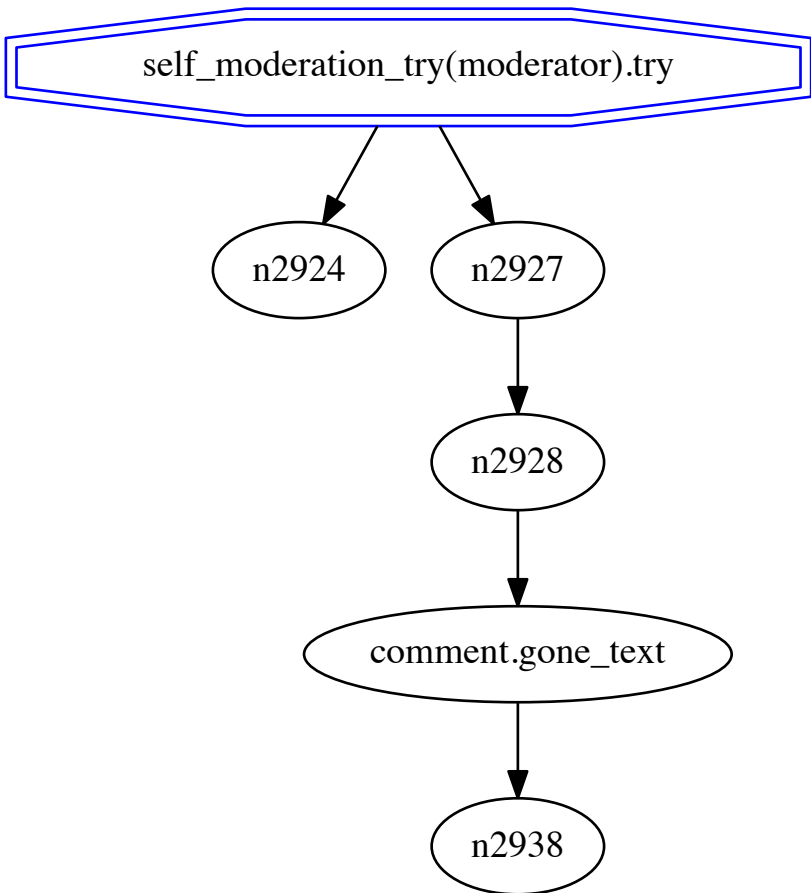 self_moderation_try(moderator).try
n2924
n2927
n2928
comment.gone_text
n2938